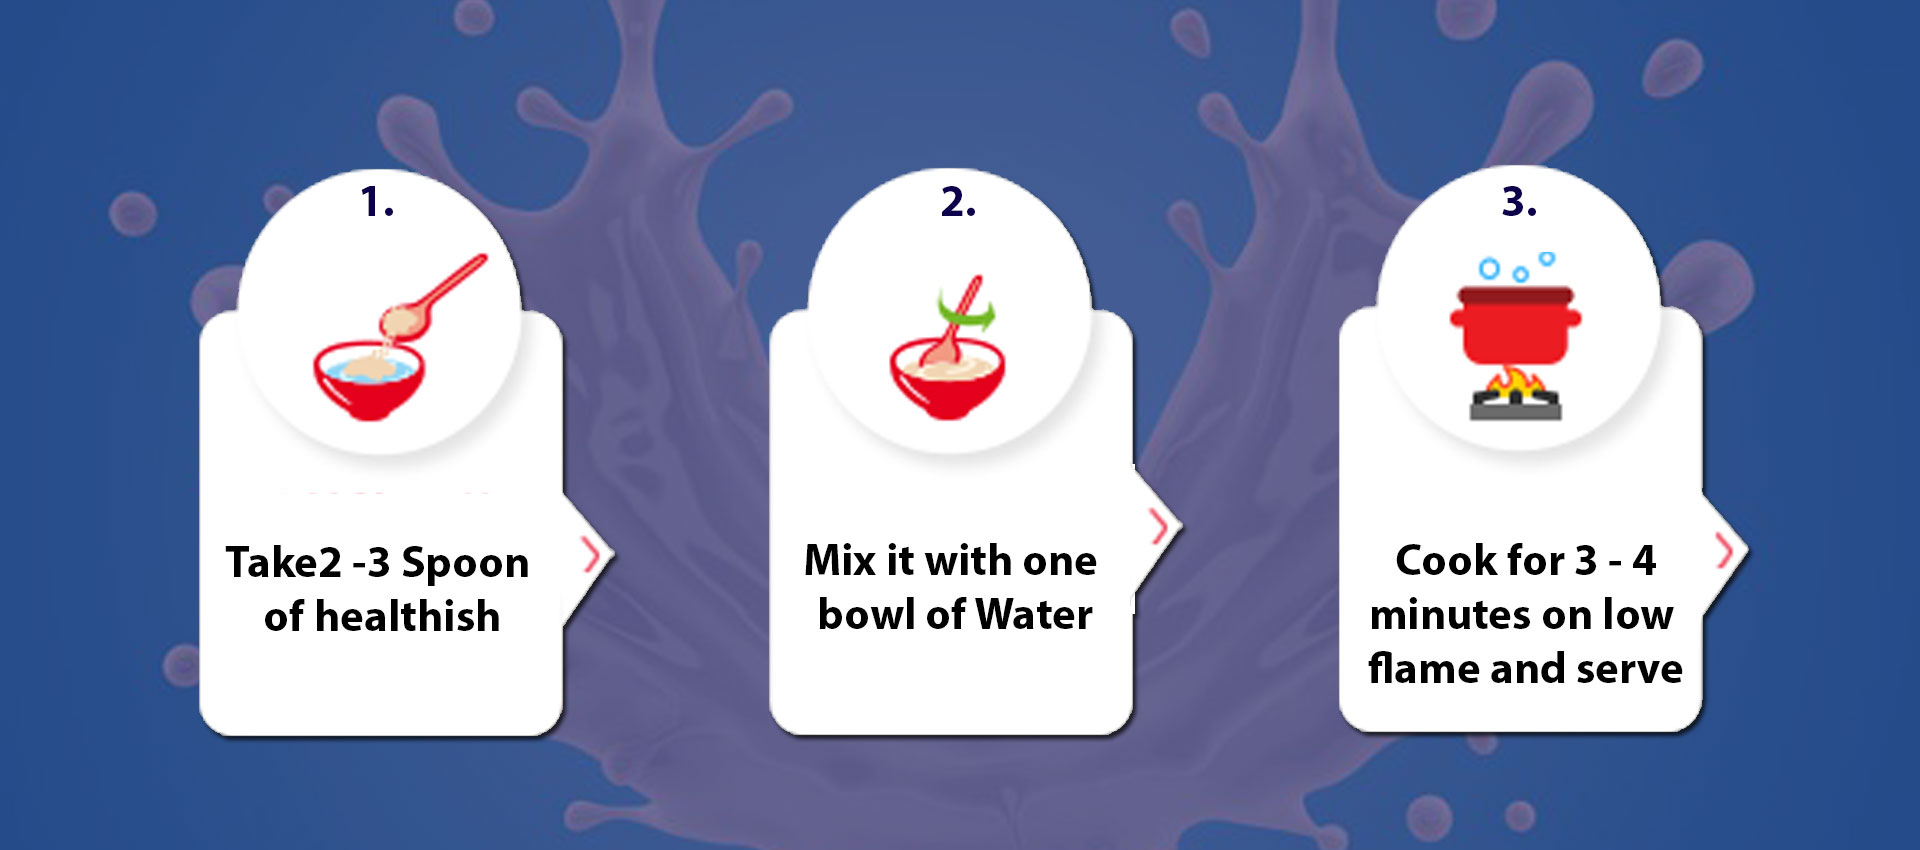 1.
Take2 -3 Spoon
of healthish
2.
Mix it with one
bowl of Water
3.
Cook for 3 - 4
minutes on low
flame and serve